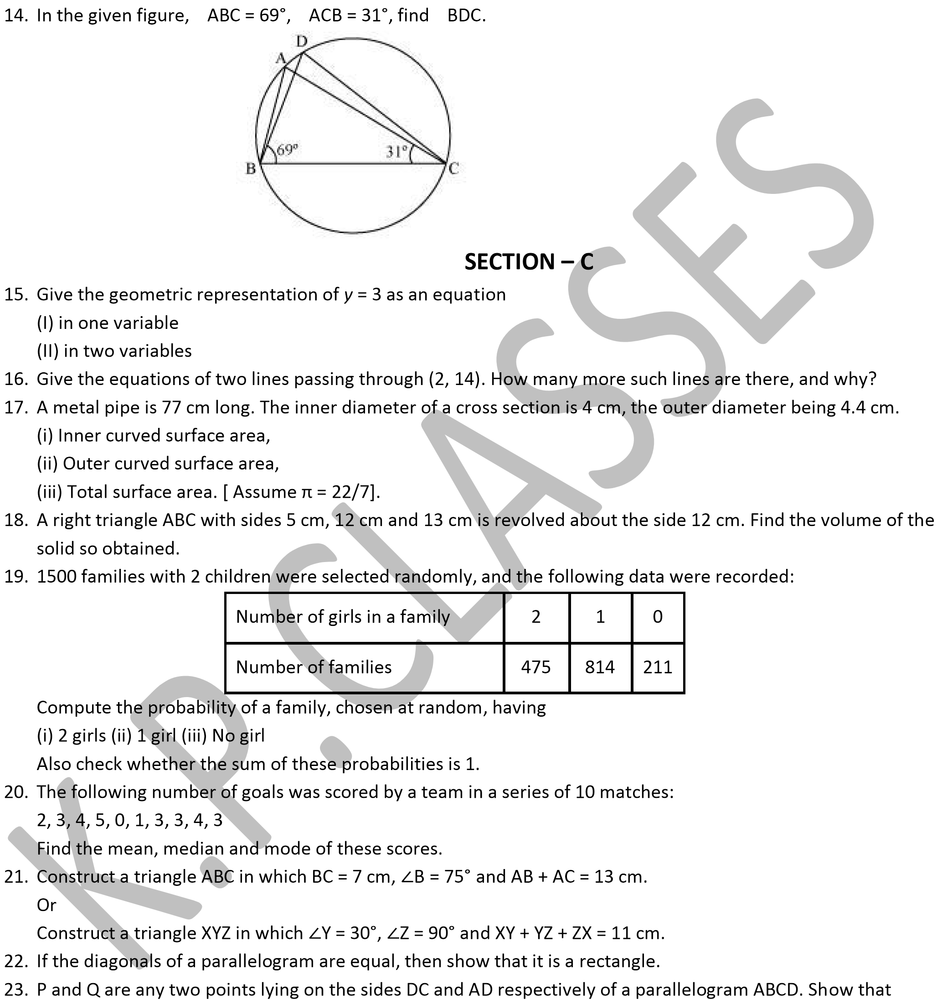 14. In the given figure, ABC = 69°, ACB = 31°, find BDC.
D
A
69º
31º
B
C
SECTION – C
15. Give the geometric representation of y = 3 as an equation
(I) in one variable
(II) in two variables
16. Give the equations of two lines passing through (2, 14). How many more such lines are there, and why?
17. A metal pipe is 77 cm long. The inner diameter of a cross section is 4 cm, the outer diameter being 4.4 cm.
(i) Inner curved surface area,
(ii) Outer curved surface area,
(iii) Total surface area. [ Assume π = 22/7].
18. A right triangle ABC with sides 5 cm, 12 cm and 13 cm is revolved about the side 12 cm. Find the volume of the
solid so obtained.
19. 1500 families with 2 children were selected randomly, and the following data were recorded:
Number of girls in a family 2 1 0
Number of families 475 814 211
Compute the probability of a family, chosen at random, having
(i) 2 girls (ii) 1 girl (iii) No girl
Also check whether the sum of these probabilities is 1.
20. The following number of goals was scored by a team in a series of 10 matches:
2, 3, 4, 5, 0, 1, 3, 3, 4, 3
Find the mean, median and mode of these scores.
21. Construct a triangle ABC in which BC = 7 cm, ∠B = 75° and AB + AC = 13 cm.
Or
Construct a triangle XYZ in which ∠Y = 30°, ∠Z = 90° and XY + YZ + ZX = 11 cm.
22. If the diagonals of a parallelogram are equal, then show that it is a rectangle.
23. P and Q are any two points lying on the sides DC and AD respectively of a parallelogram ABCD. Show that
K.P.CLASSES